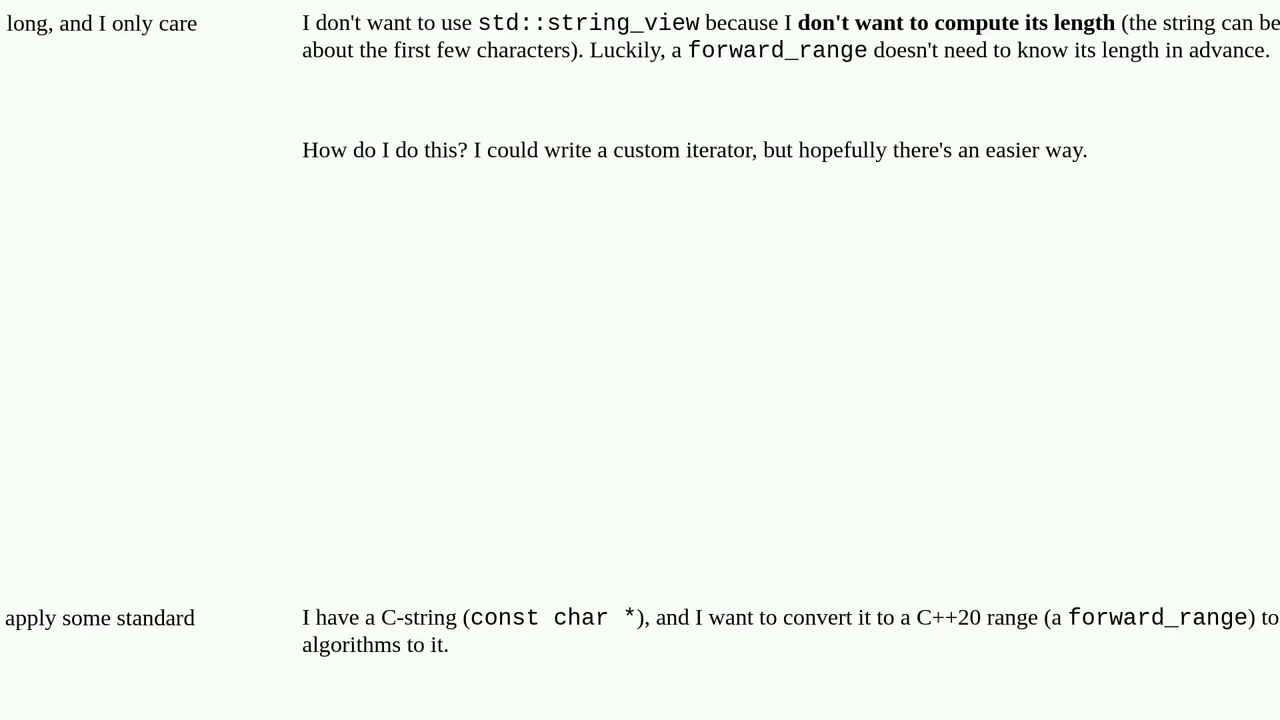 long, and I only care
I don't want to use std::string_view because I don't want to compute its length (the string can be
about the first few characters). Luckily, a forward_range doesn't need to know its length in advance.
How do I do this? I could write a custom iterator, but hopefully there's an easier way.
apply some standard
I have a C-string (const char *), and I want to convert it to a C++20 range (a forward_range) to
algorithms to it.